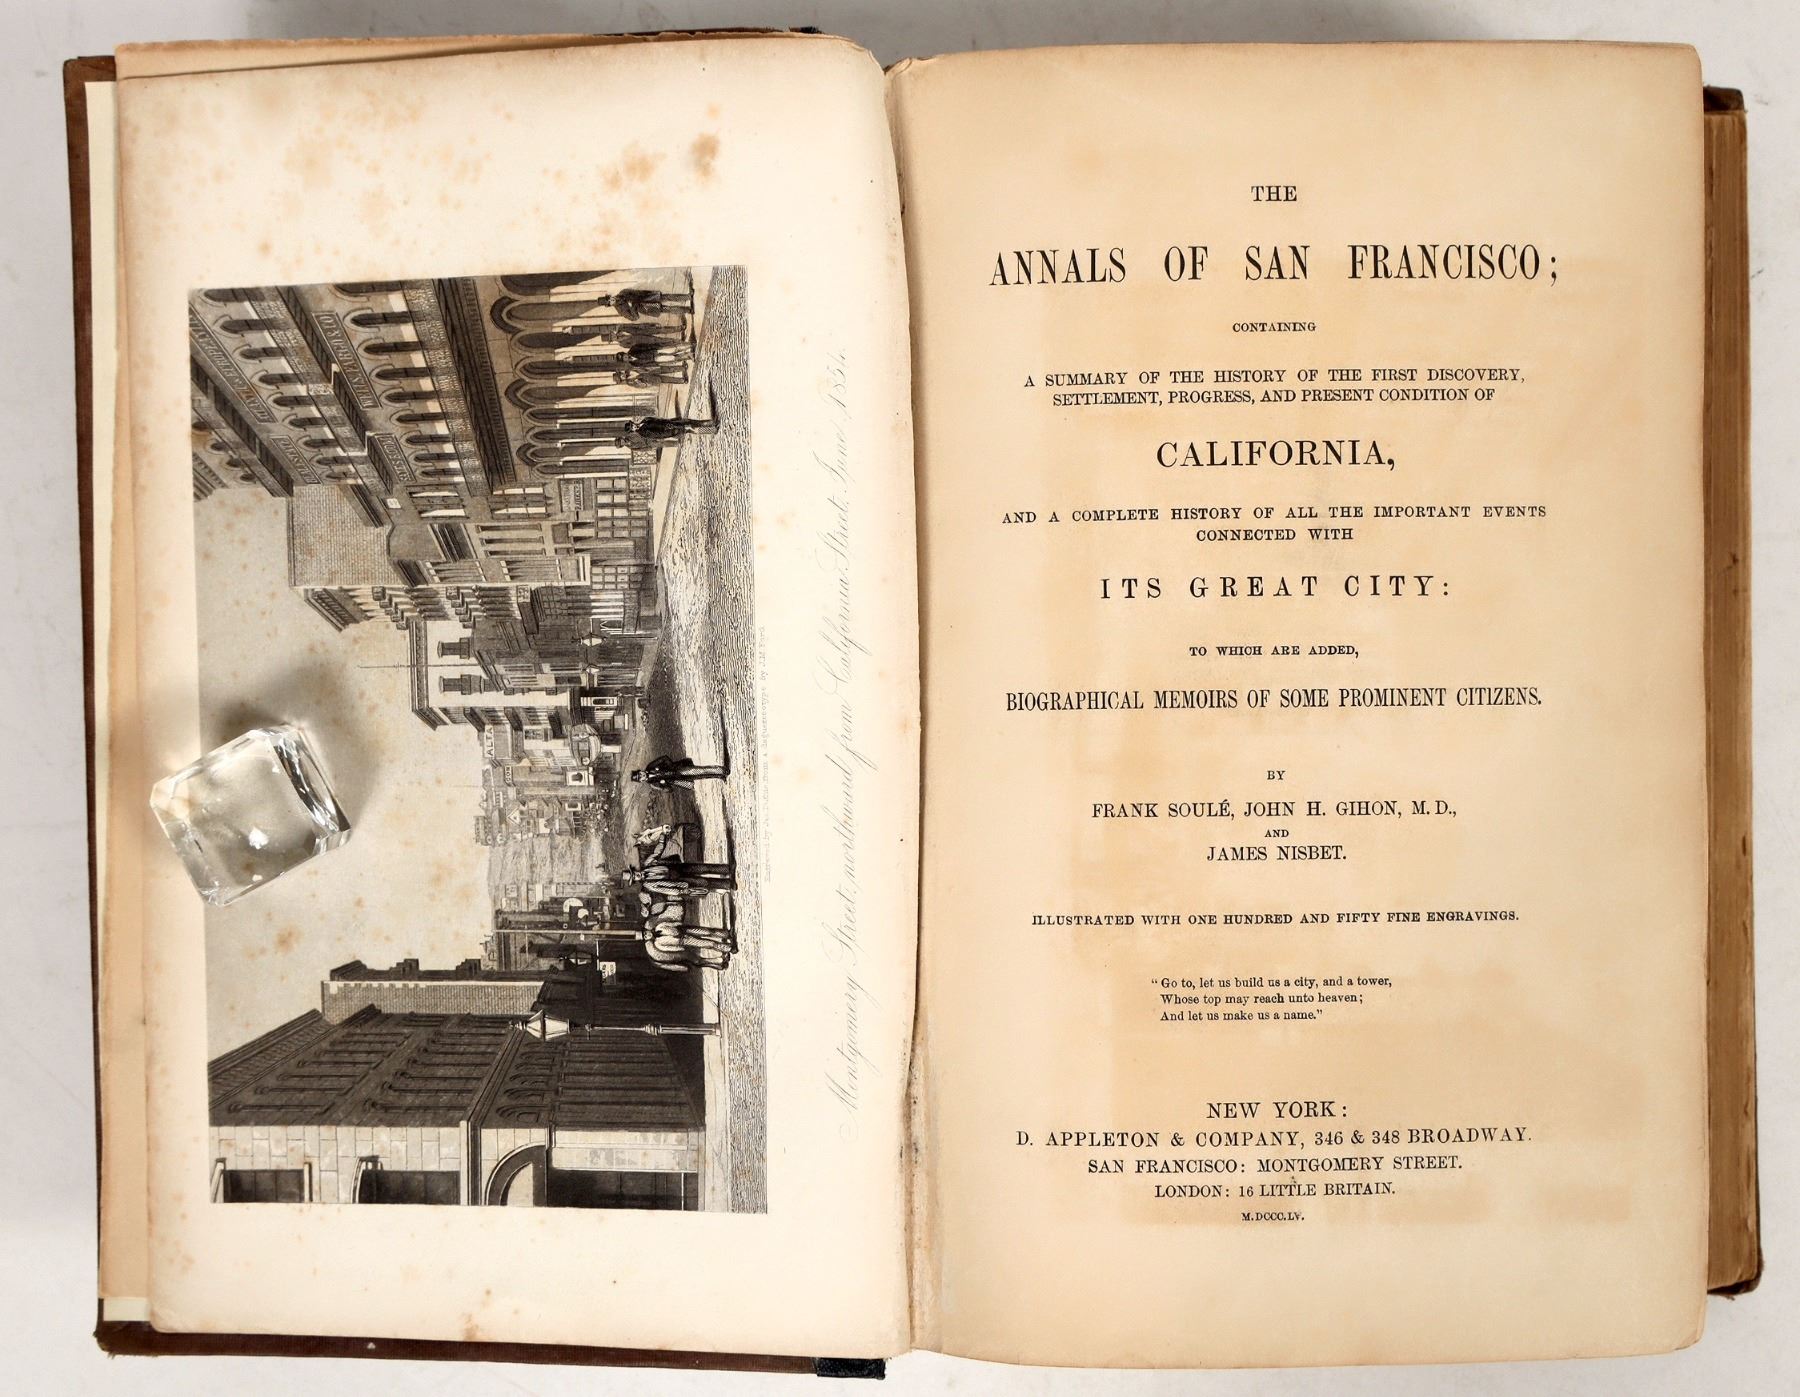 Montgomery Street, northward from California Street, June, 1854.
THE
ANNALS OF SAN FRANCISCO;
CONTAINING
A SUMMARY OF THE HISTORY OF THE FIRST DISCOVERY,
SETTLEMENT, PROGRESS, AND PRESENT CONDITION OF
CALIFORNIA,
AND A COMPLETE HISTORY OF ALL THE IMPORTANT EVENTS
CONNECTED WITH
ITS GREAT CITY:
TO WHICH ARE ADDED,
BIOGRAPHICAL MEMOIRS OF SOME PROMINENT CITIZENS.
BY
FRANK SOULÉ, JOHN H. GIHON, M. D.,
AND
JAMES NISBET.
ILLUSTRATED WITH ONE HUNDRED AND FIFTY FINE ENGRAVINGS.
"Go to, let us build us a city, and a tower,
Whose top may reach unto heaven;
And let us make us a name."
NEW YORK:
D. APPLETON & COMPANY, 346 & 348 BROADWAY.
SAN FRANCISCO: MONTGOMERY STREET.
LONDON: 16 LITTLE BRITAIN.
M.DCCC.LV.